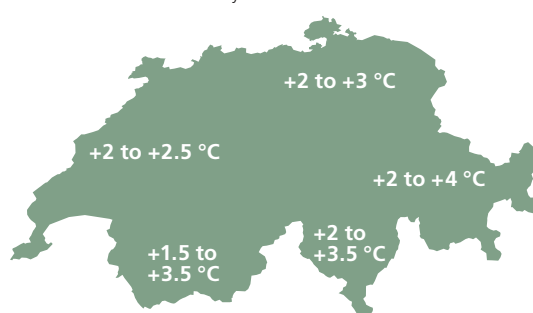 +2 to +3 °C
+2 to +2.5 °C
+2 to +4 °C
+2 to
+3.5 °C
+1.5 to
+3.5 °C